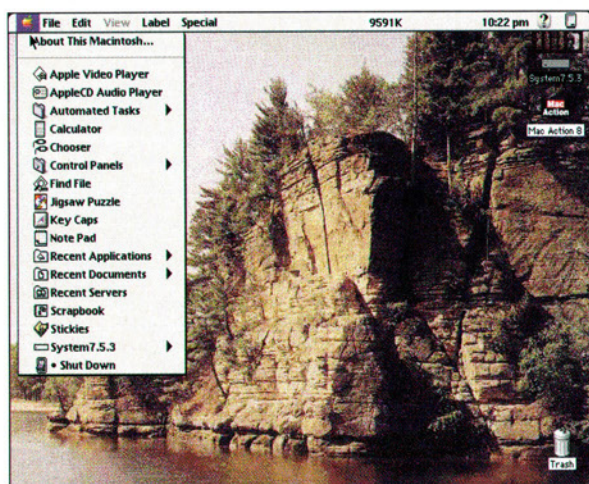 File Edit View Label Special 9591K 10:22 pm
About This Macintosh...
Apple Video Player
AppleCD Audio Player
Automated Tasks
Calculator
Chooser
Control Panels
Find File
Jigsaw Puzzle
Key Caps
Note Pad
Recent Applications
Recent Documents
Recent Servers
Scrapbook
Stickies
System7.5.3
• Shut Down
System7.5.3
Mac
Action
Mac Action 8
Trash